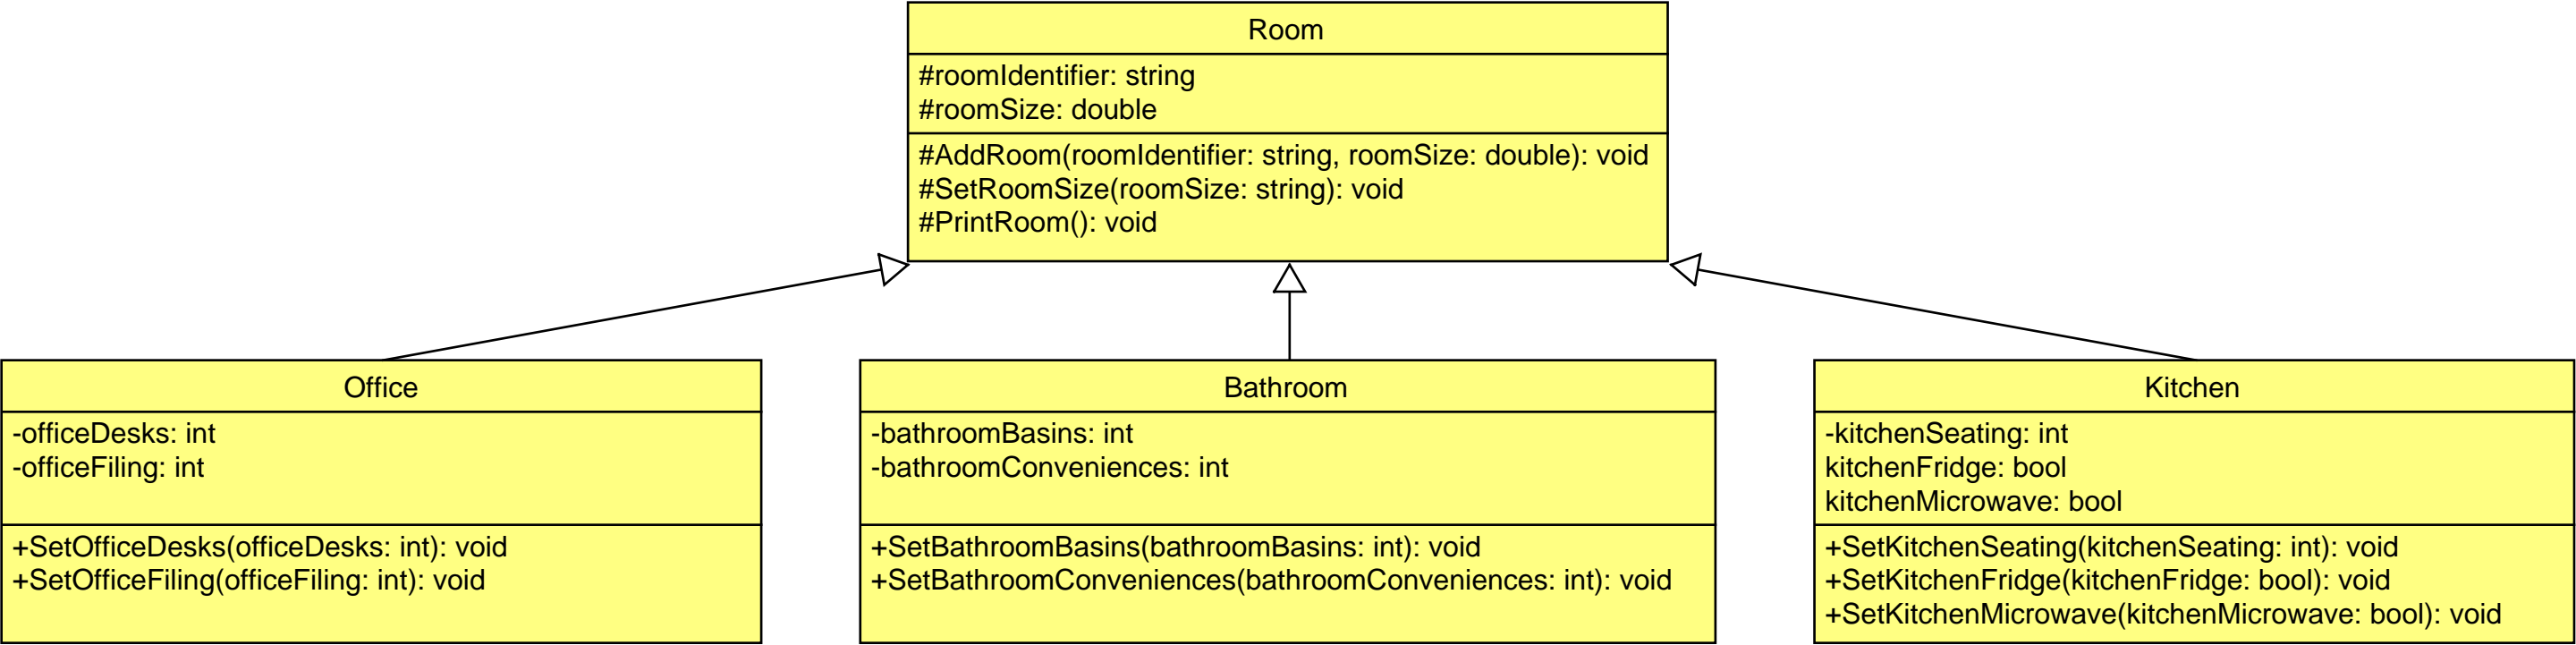 Room
#roomIdentifier: string
#roomSize: double
#AddRoom(roomIdentifier: string, roomSize: double): void
#SetRoomSize(roomSize: string): void
#PrintRoom(): void
Office
-officeDesks: int
-officeFiling: int
+SetOfficeDesks(officeDesks: int): void
+SetOfficeFiling(officeFiling: int): void
Bathroom
-bathroomBasins: int
-bathroomConveniences: int
+SetBathroomBasins(bathroomBasins: int): void
+SetBathroomConveniences(bathroomConveniences: int): void
Kitchen
-kitchenSeating: int
kitchenFridge: bool
kitchenMicrowave: bool
+SetKitchenSeating(kitchenSeating: int): void
+SetKitchenFridge(kitchenFridge: bool): void
+SetKitchenMicrowave(kitchenMicrowave: bool): void